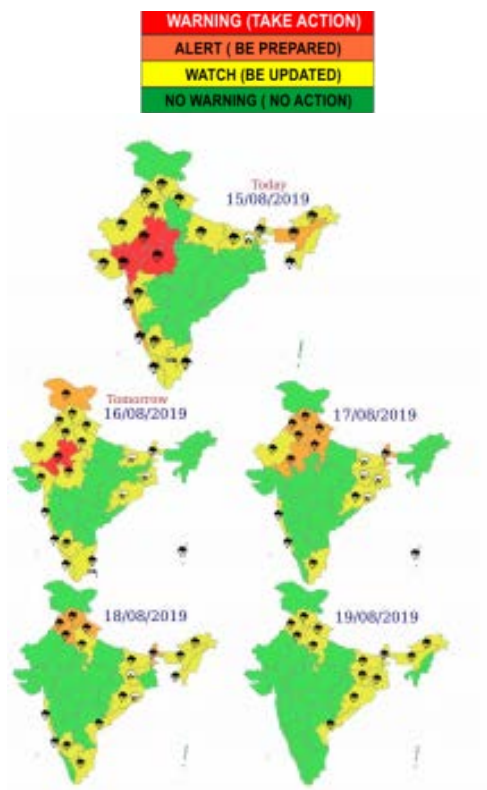 WARNING (TAKE ACTION)
ALERT ( BE PREPARED)
WATCH (BE UPDATED)
NO WARNING ( NO ACTION)
Today
15/08/2019
Tomorrow
16/08/2019
17/08/2019
18/08/2019
19/08/2019